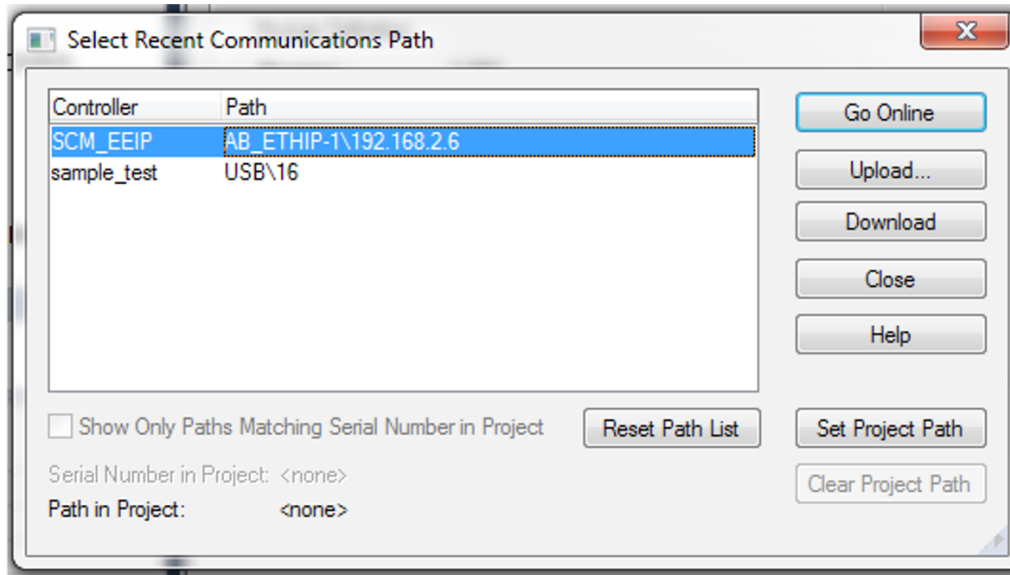 Select Recent Communications Path
Controller Path
SCM_EEIP AB_ETHIP-1\192.168.2.6
sample_test USB\16
Go Online
Upload...
Download
Close
Help
Show Only Paths Matching Serial Number in Project
Reset Path List
Set Project Path
Serial Number in Project: <none>
Clear Project Path
Path in Project: <none>